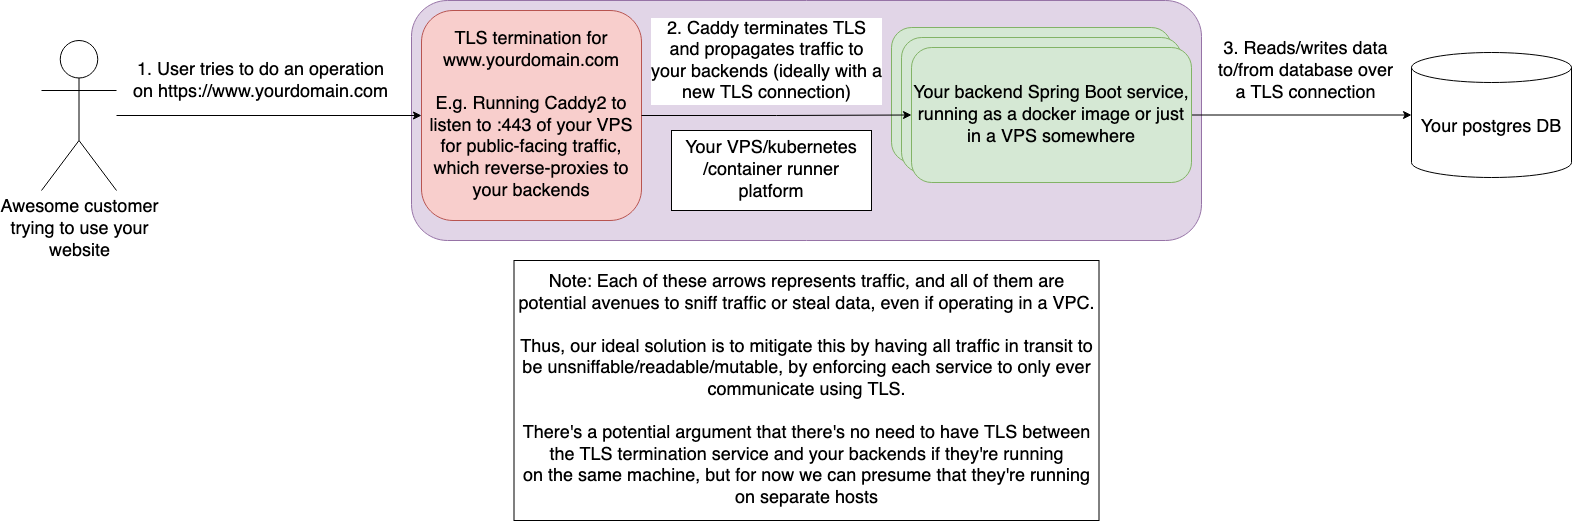 1. User tries to do an operation
on https://www.yourdomain.com
Awesome customer
trying to use your
website
TLS termination for
www.yourdomain.com
E.g. Running Caddy2 to
listen to :443 of your VPS
for public-facing traffic,
which reverse-proxies to
your backends
2. Caddy terminates TLS
and propagates traffic to
your backends (ideally with a
new TLS connection)
Your VPS/kubernetes
/container runner
platform
Your backend Spring Boot service,
running as a docker image or just
in a VPS somewhere
3. Reads/writes data
to/from database over
a TLS connection
Your postgres DB
Note: Each of these arrows represents traffic, and all of them are
potential avenues to sniff traffic or steal data, even if operating in a VPC.
Thus, our ideal solution is to mitigate this by having all traffic in transit to
be unsniffable/readable/mutable, by enforcing each service to only ever
communicate using TLS.
There's a potential argument that there's no need to have TLS between
the TLS termination service and your backends if they're running
on the same machine, but for now we can presume that they're running
on separate hosts